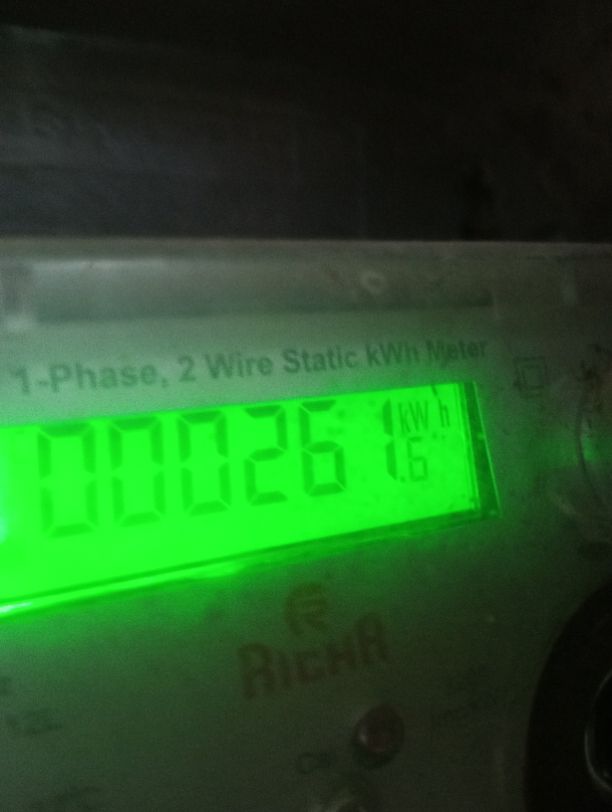 1-Phase, 2 Wire Static kWh Meter
000261.6 kWh
RICHA